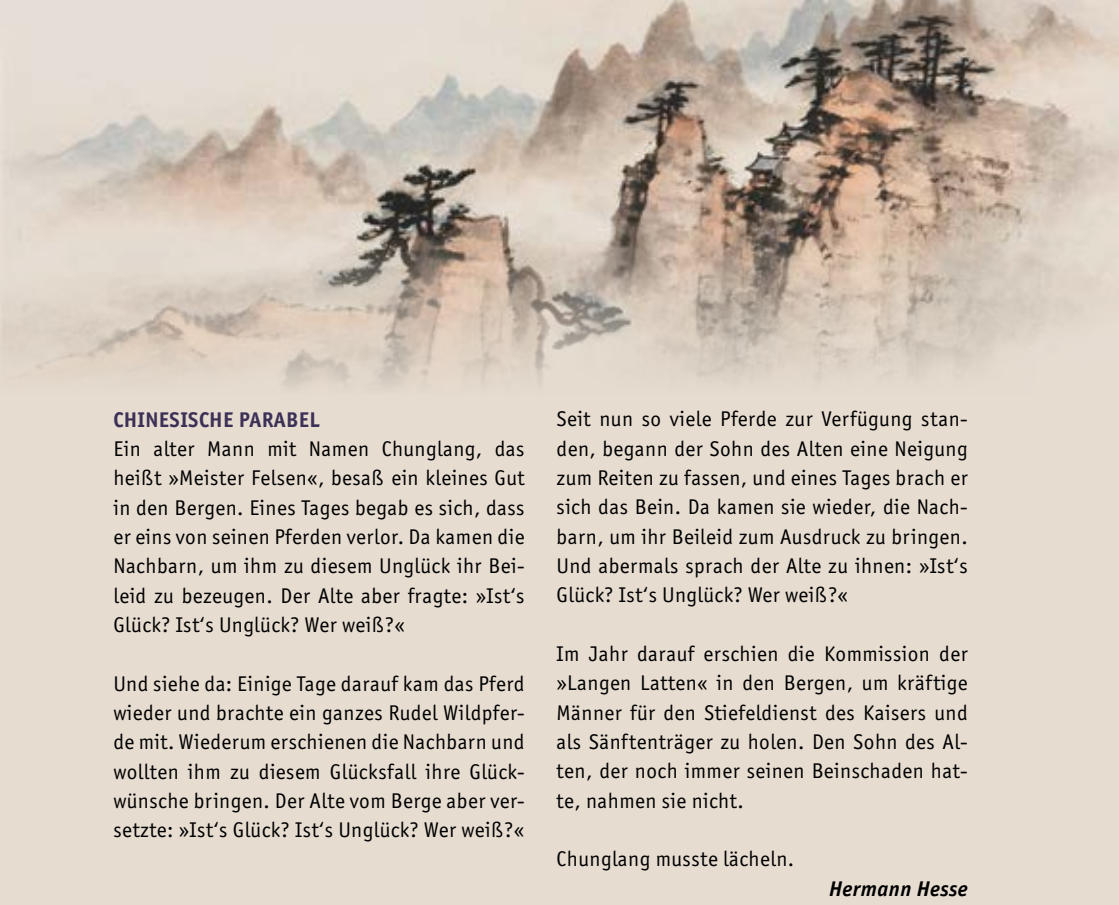 CHINESISCHE PARABEL
Ein alter Mann mit Namen Chunglang, das
heißt »Meister Felsen«, besaß ein kleines Gut
in den Bergen. Eines Tages begab es sich, dass
er eins von seinen Pferden verlor. Da kamen die
Nachbarn, um ihm zu diesem Unglück ihr Bei-
leid zu bezeugen. Der Alte aber fragte: »Ist‘s
Glück? Ist‘s Unglück? Wer weiß?«
Und siehe da: Einige Tage darauf kam das Pferd
wieder und brachte ein ganzes Rudel Wildpfer-
de mit. Wiederum erschienen die Nachbarn und
wollten ihm zu diesem Glücksfall ihre Glück-
wünsche bringen. Der Alte vom Berge aber ver-
setzte: »Ist‘s Glück? Ist‘s Unglück? Wer weiß?«
Seit nun so viele Pferde zur Verfügung stan-
den, begann der Sohn des Alten eine Neigung
zum Reiten zu fassen, und eines Tages brach er
sich das Bein. Da kamen sie wieder, die Nach-
barn, um ihr Beileid zum Ausdruck zu bringen.
Und abermals sprach der Alte zu ihnen: »Ist‘s
Glück? Ist‘s Unglück? Wer weiß?«
Im Jahr darauf erschien die Kommission der
»Langen Latten« in den Bergen, um kräftige
Männer für den Stiefeldienst des Kaisers und
als Sänftenträger zu holen. Den Sohn des Al-
ten, der noch immer seinen Beinschaden hat-
te, nahmen sie nicht.
Chunglang musste lächeln.
Hermann Hesse